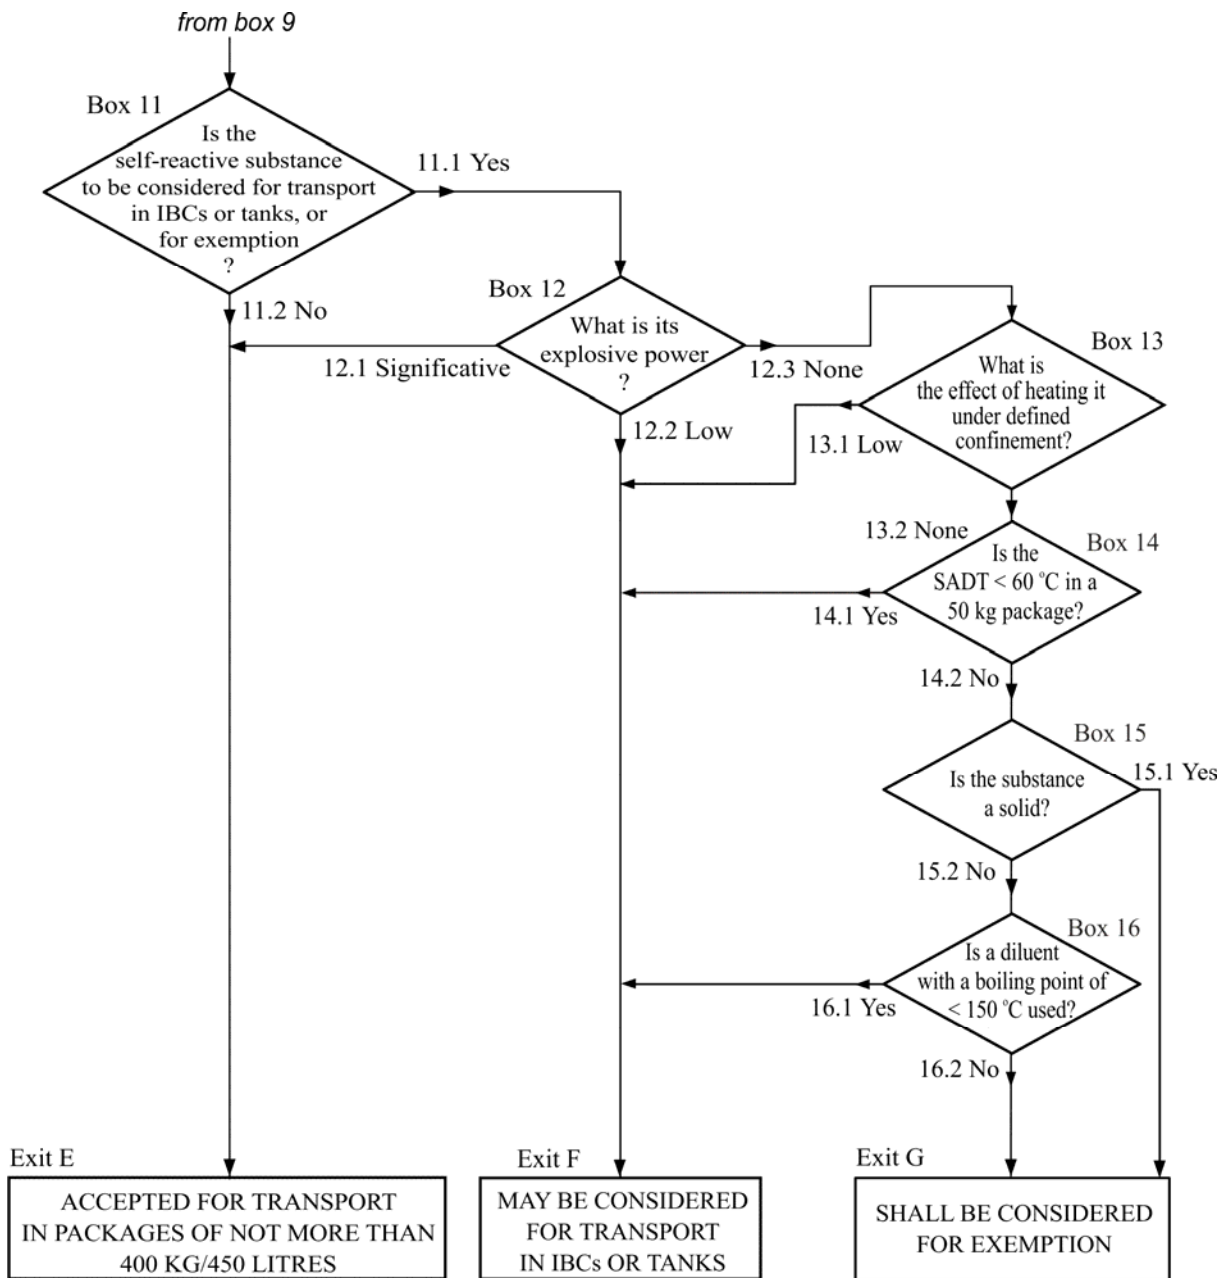 from box 9
Box 11
Is the
self-reactive substance
to be considered for transport
in IBCs or tanks, or
for exemption
?
11.1 Yes
11.2 No
Box 12
What is its
explosive power
?
12.1 Significative
12.3 None
12.2 Low
Box 13
What is
the effect of heating it
under defined
confinement?
13.1 Low
13.2 None
Box 14
Is the
SADT < 60 °C in a
50 kg package?
14.1 Yes
14.2 No
Box 15
Is the substance
a solid?
15.1 Yes
15.2 No
Box 16
Is a diluent
with a boiling point of
< 150 °C used?
16.1 Yes
16.2 No
Exit E
ACCEPTED FOR TRANSPORT
IN PACKAGES OF NOT MORE THAN
400 KG/450 LITRES
Exit F
MAY BE CONSIDERED
FOR TRANSPORT
IN IBCs OR TANKS
Exit G
SHALL BE CONSIDERED
FOR EXEMPTION